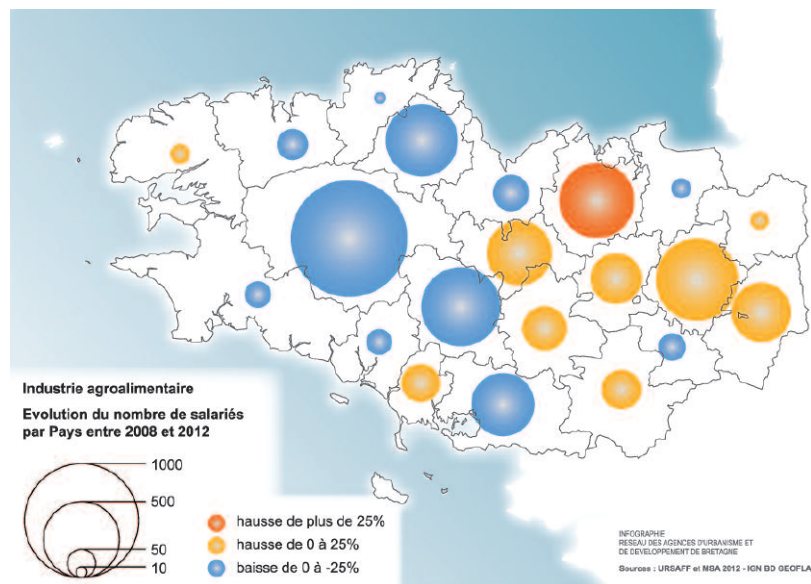 Industrie agroalimentaire
Evolution du nombre de salariés
par Pays entre 2008 et 2012
1000
500
50
10
hausse de plus de 25%
hausse de 0 à 25%
baisse de 0 à -25%
INFOGRAPHIE
RESEAU DES AGENCES D'URBANISME ET
DE DEVELOPPEMENT DE BRETAGNE
Sources : URSAFF et MSA 2012 - IGN BD GEOFLA